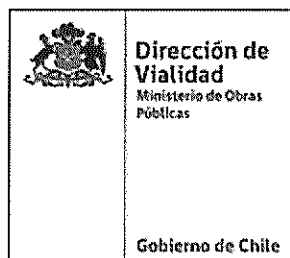 Dirección de
Vialidad
Ministerio de Obras
Públicas
Gobierno de Chile